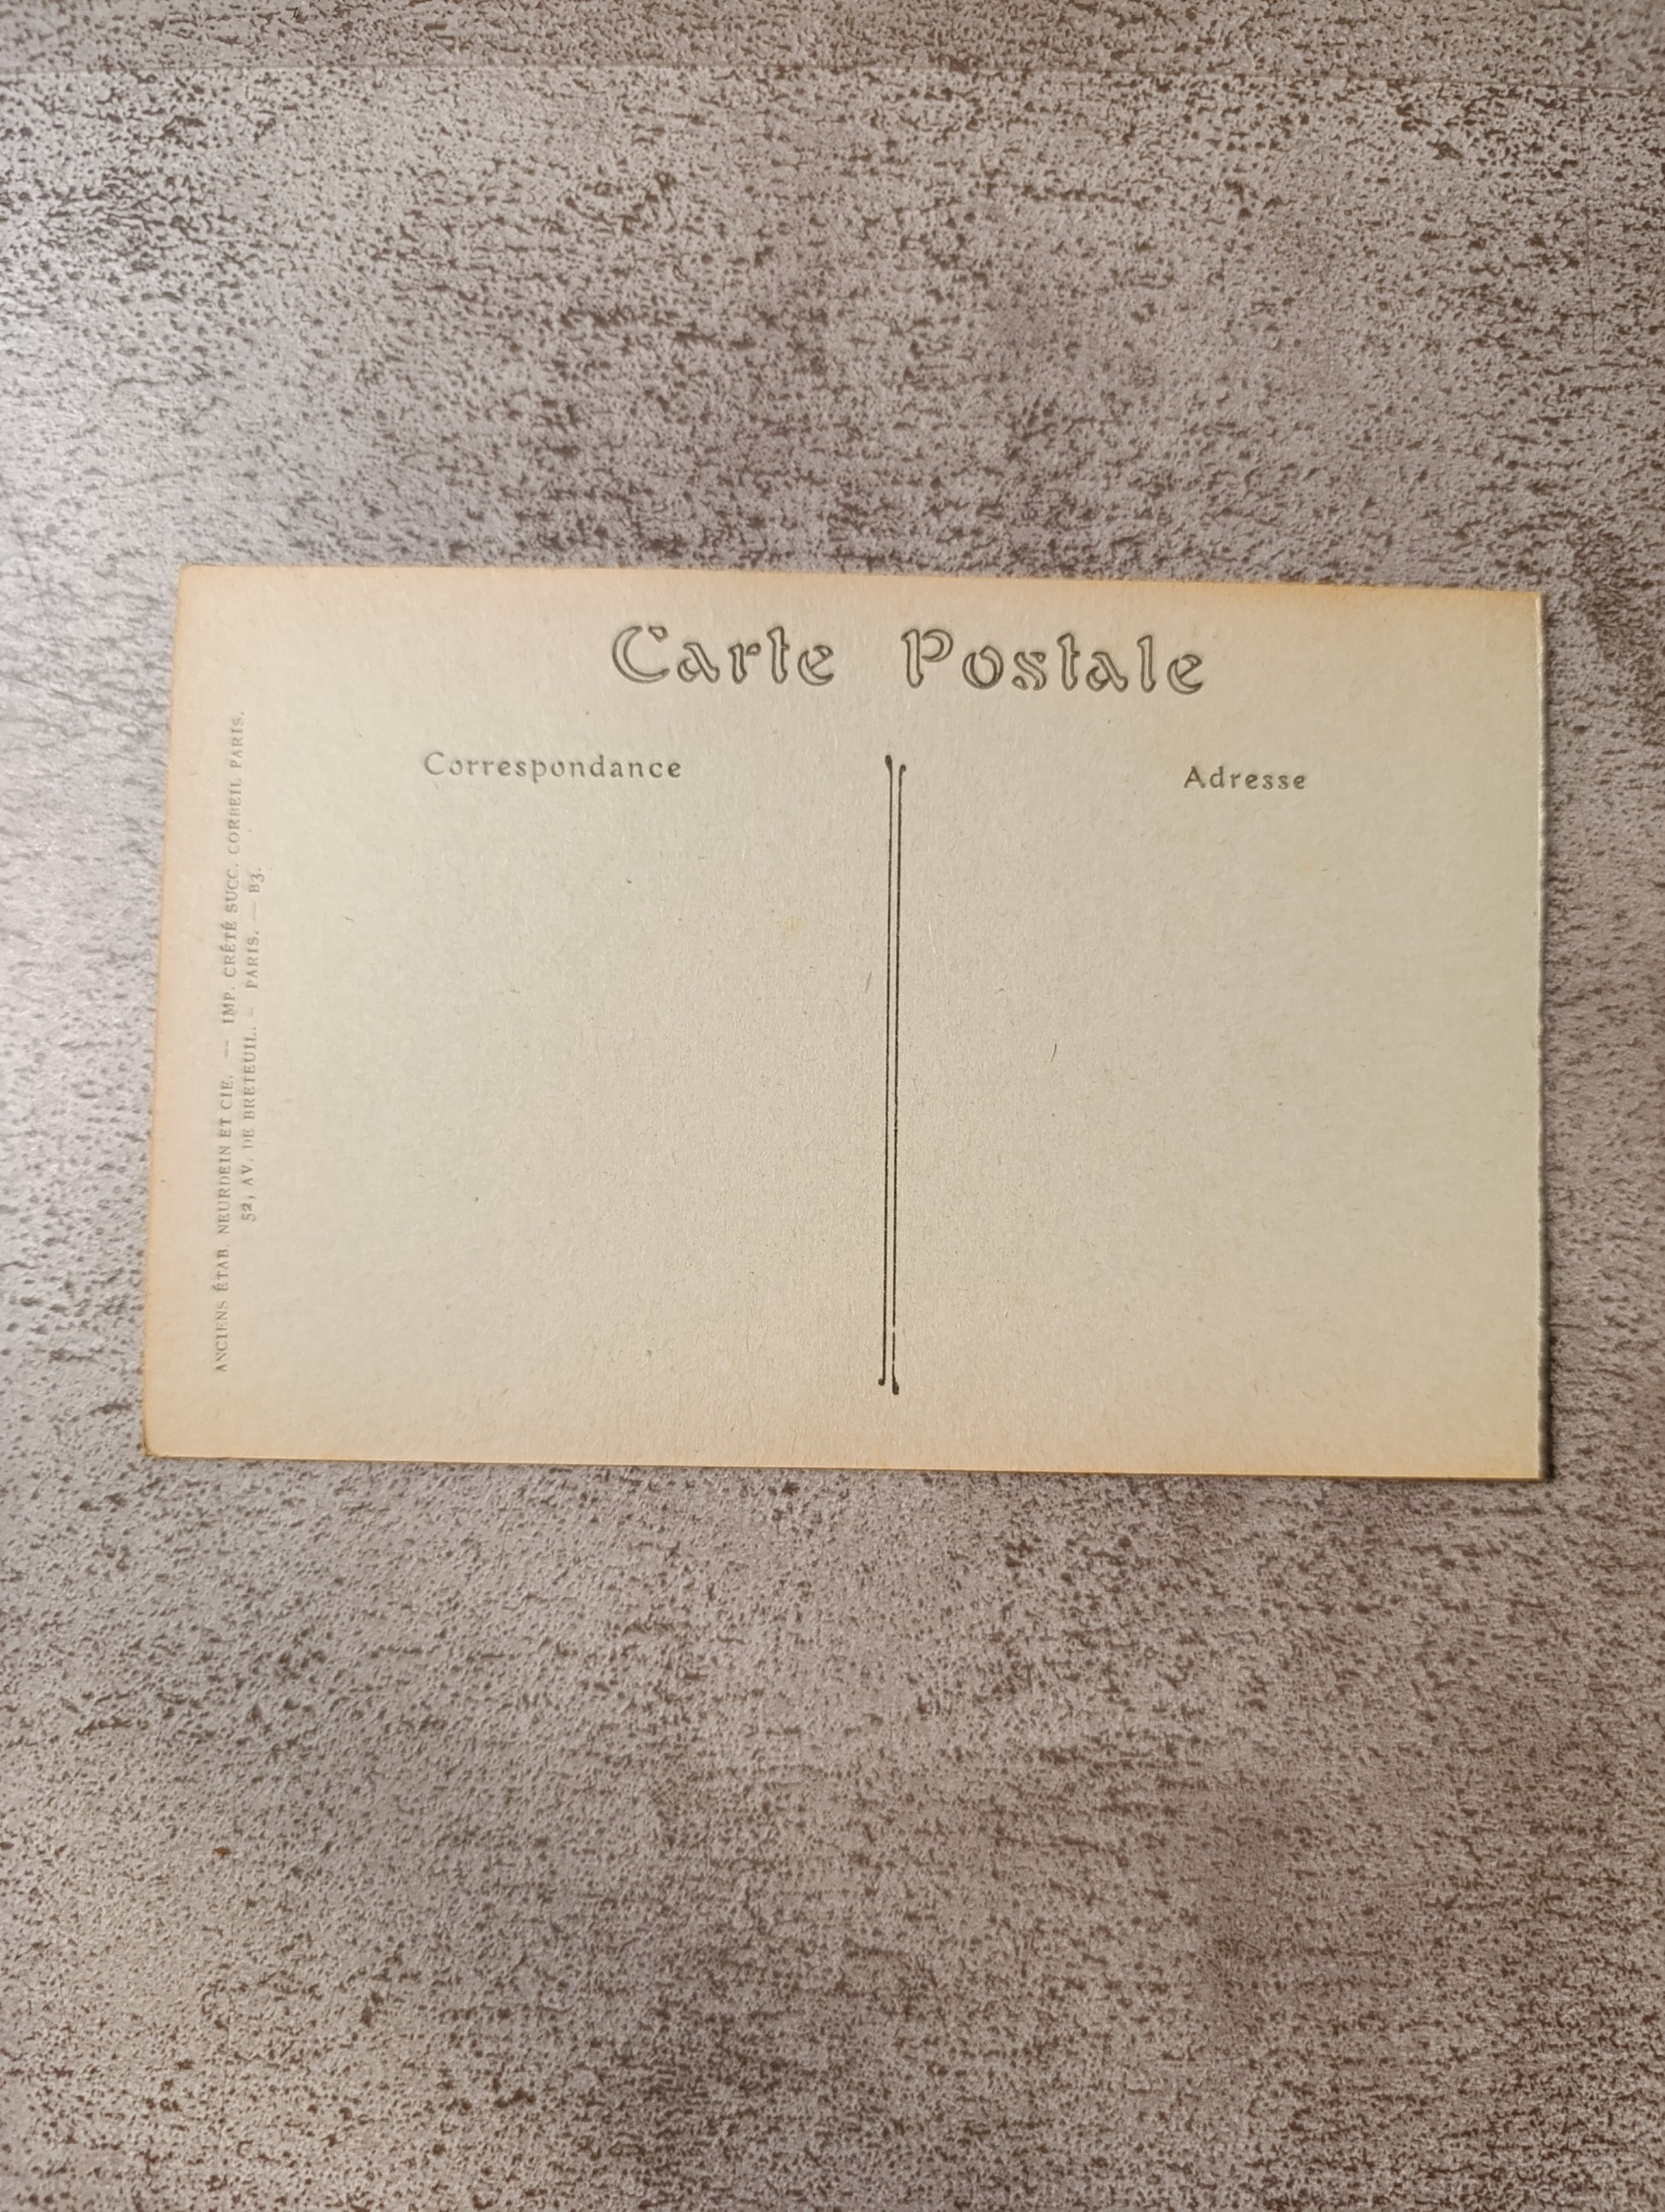 Carte Postale
Correspondance
Adresse
ANCIENS ÉTAB. NEURDEIN ET CIE. — IMP. CRÉTÉ SUCC. CORBEIL PARIS.
52, AV. DE BRETEUIL. — PARIS. — B3.